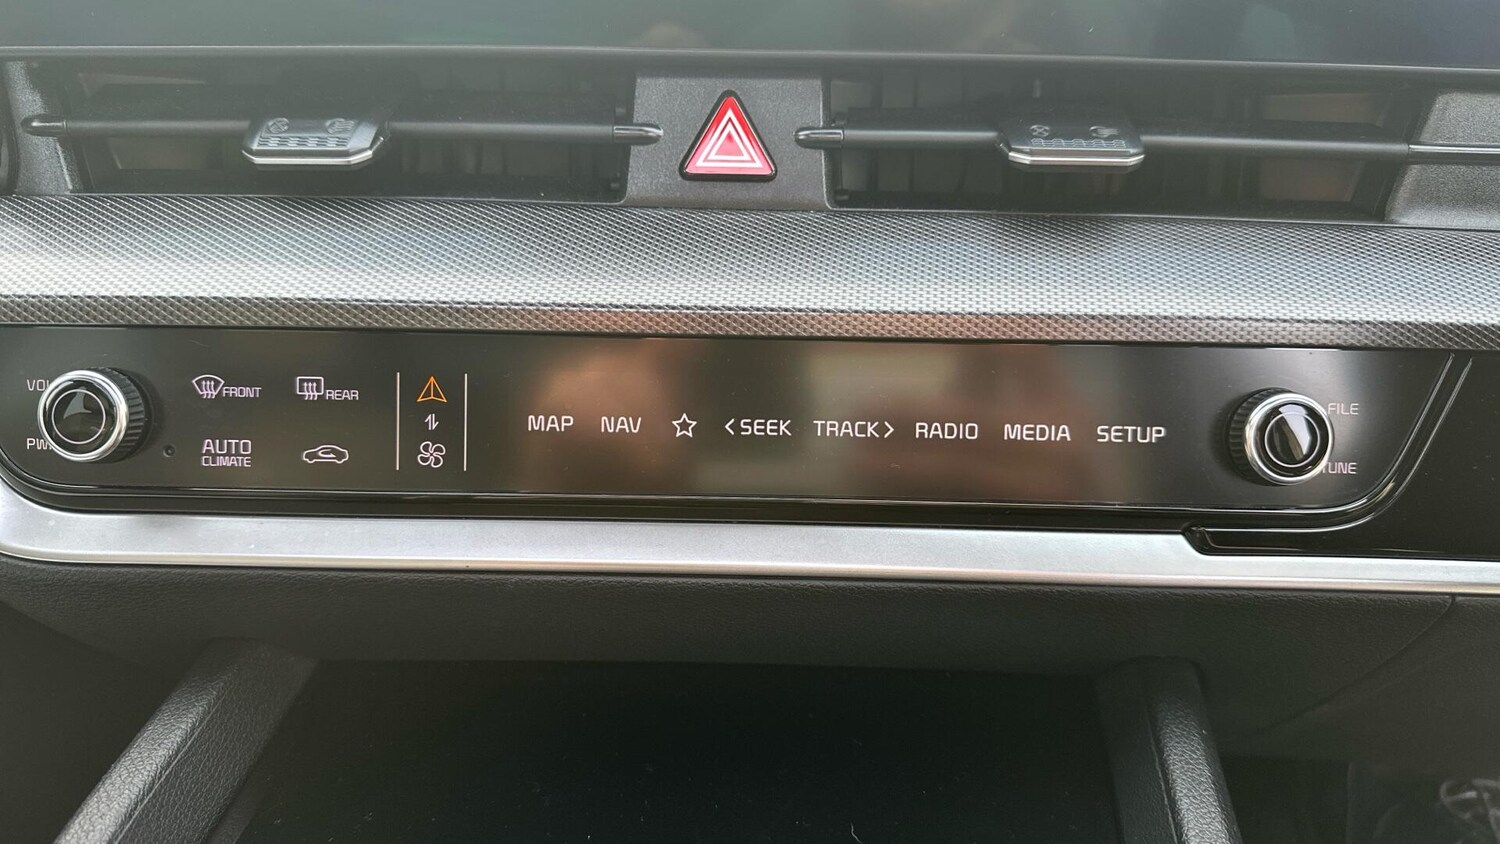 VOL
PWR
FRONT
REAR
AUTO
CLIMATE
MAP
NAV
<SEEK
TRACK>
RADIO
MEDIA
SETUP
FILE
TUNE